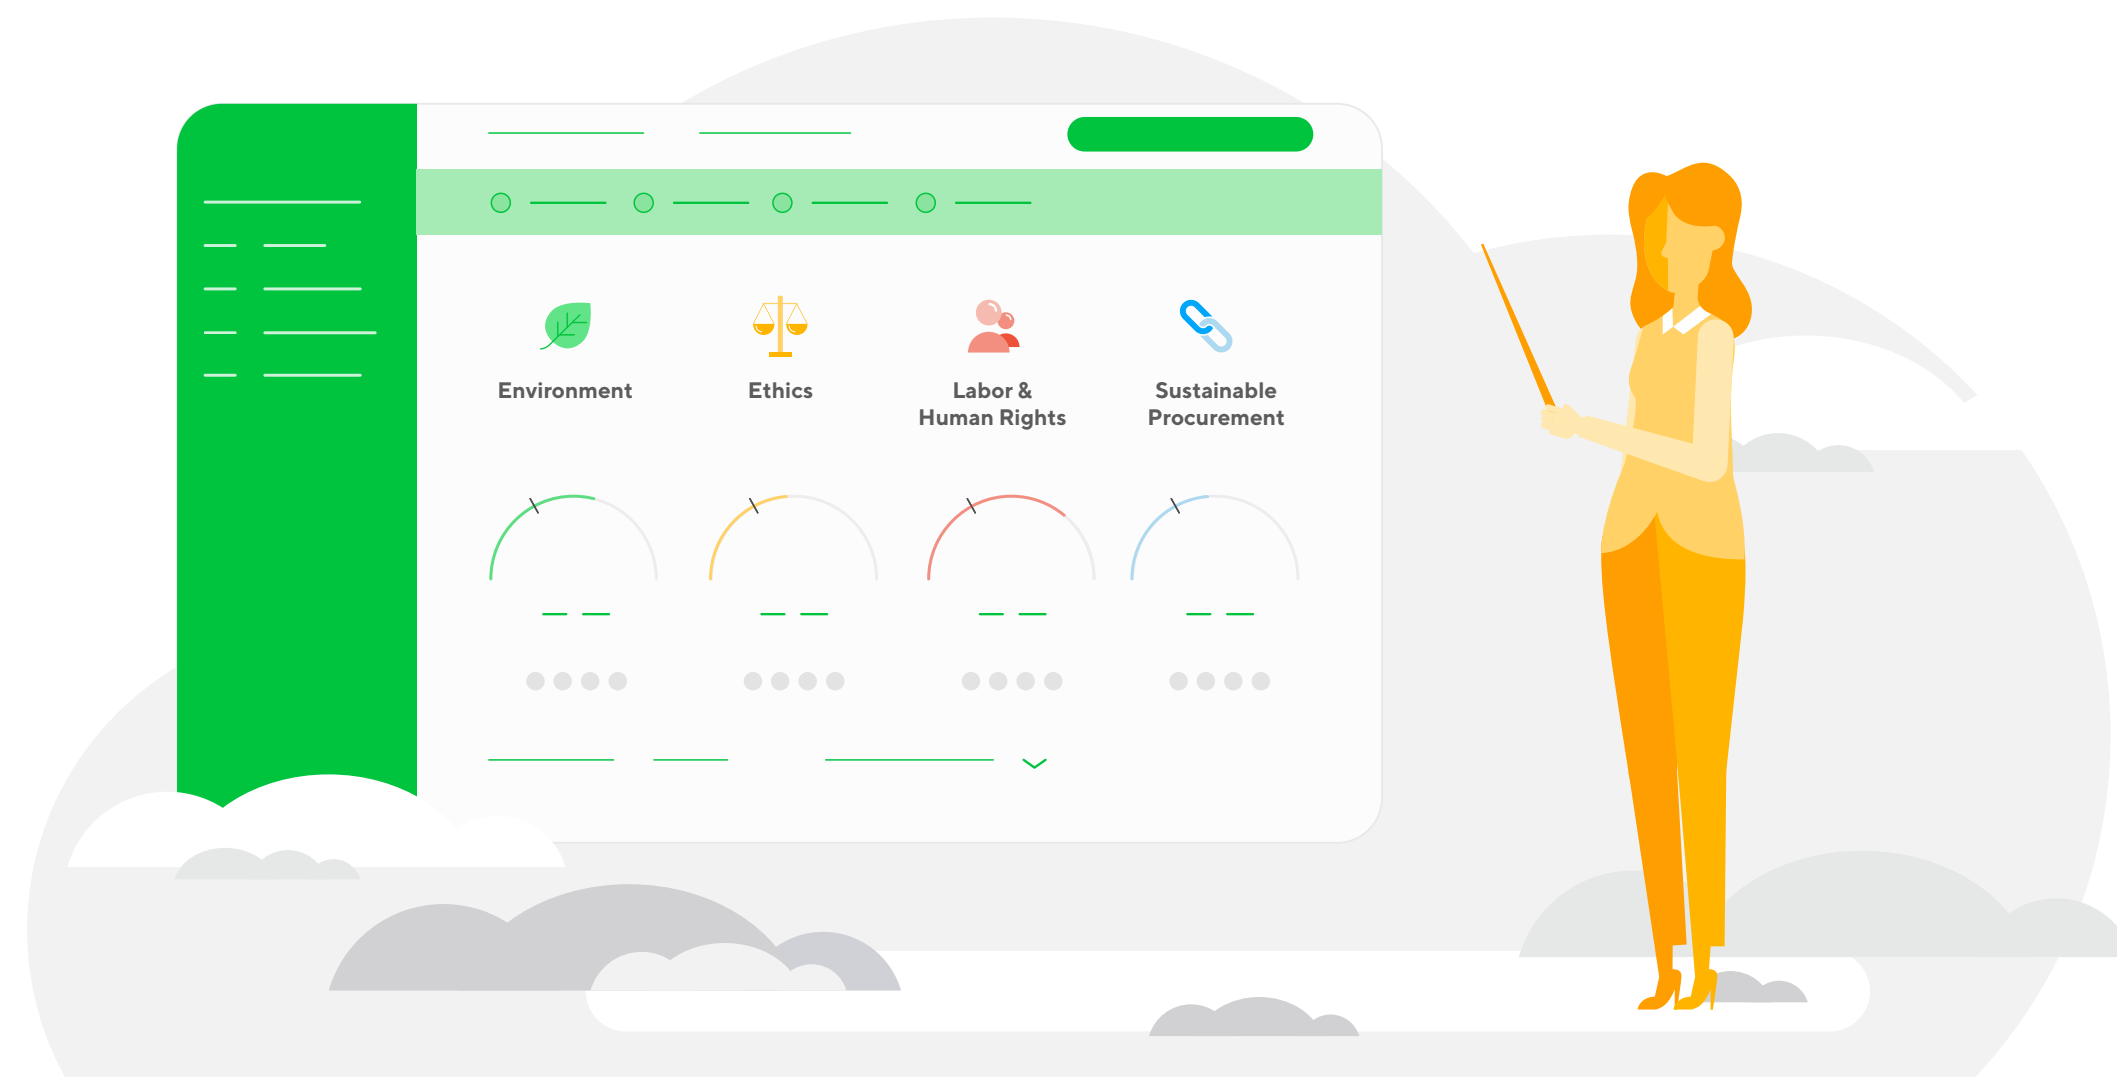 Environment
Ethics
Labor &
Human Rights
Sustainable
Procurement